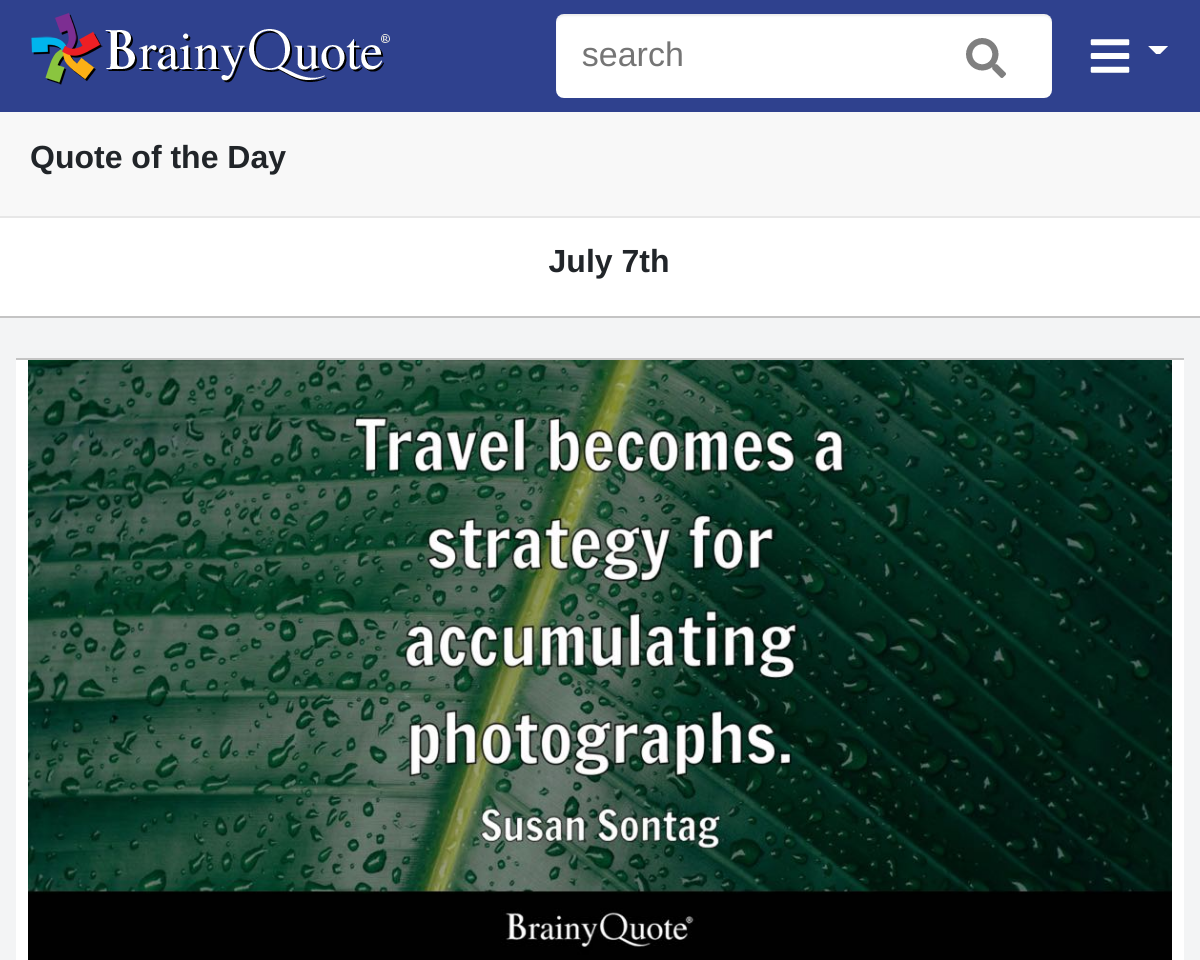 BrainyQuote®
search
Quote of the Day
July 7th
Travel becomes a
strategy for
accumulating
photographs.
Susan Sontag
BrainyQuote®